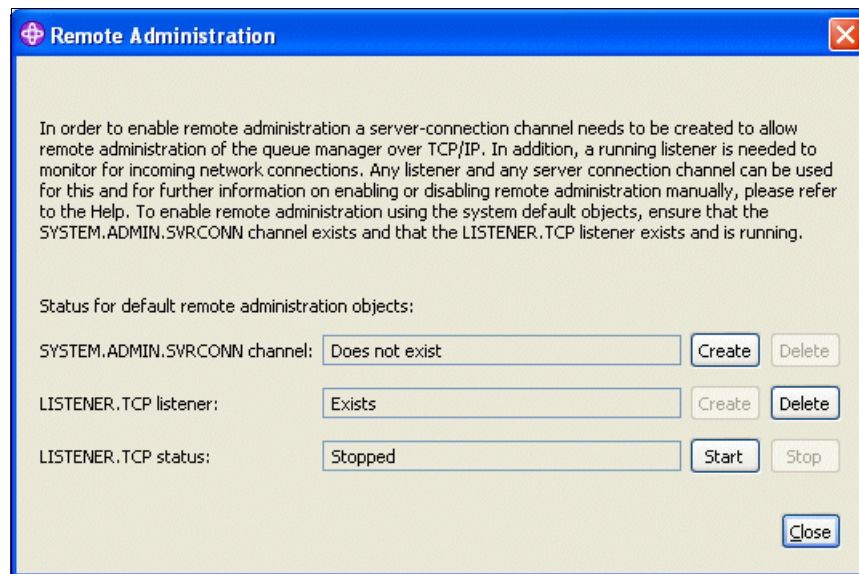 Remote Administration
In order to enable remote administration a server-connection channel needs to be created to allow
remote administration of the queue manager over TCP/IP. In addition, a running listener is needed to
monitor for incoming network connections. Any listener and any server connection channel can be used
for this and for further information on enabling or disabling remote administration manually, please refer
to the Help. To enable remote administration using the system default objects, ensure that the
SYSTEM.ADMIN.SVRCONN channel exists and that the LISTENER.TCP listener exists and is running.
Status for default remote administration objects:
SYSTEM.ADMIN.SVRCONN channel: Does not exist Create Delete
LISTENER.TCP listener: Exists Create Delete
LISTENER.TCP status: Stopped Start Stop
Close